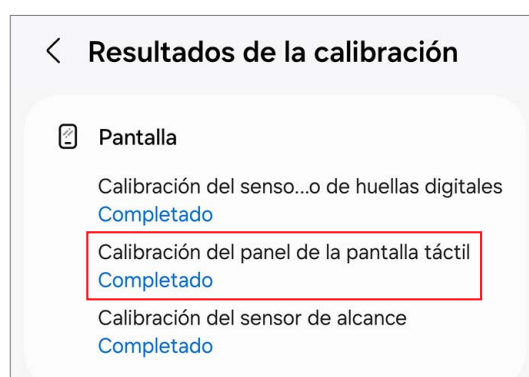 Resultados de la calibración
Pantalla
Calibración del senso...o de huellas digitales
Completado
Calibración del panel de la pantalla táctil
Completado
Calibración del sensor de alcance
Completado